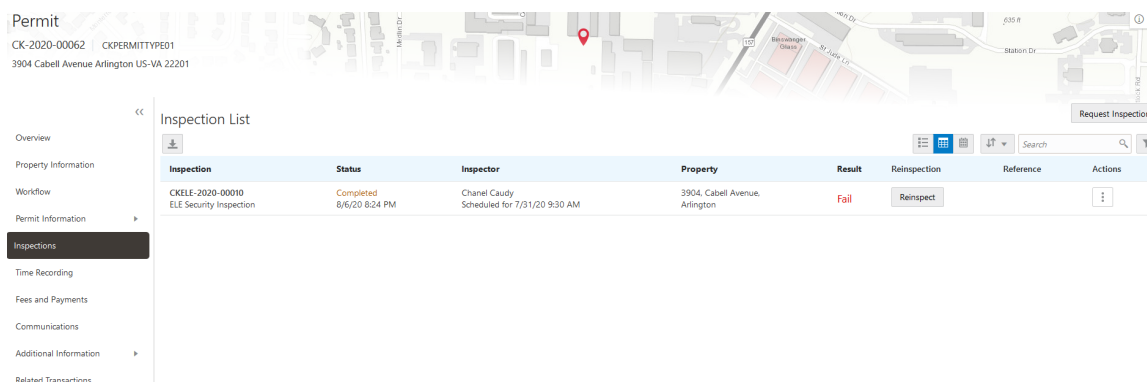 Permit
CK-2020-00062 CKPERMITTYPE01
3904 Cabell Avenue Arlington US-VA 22201
Merlin Dr
157
Bieswanger
Glass
St Jude Ln
635 ft
Station Dr
Overview
Property Information
Workflow
Permit Information
Inspections
Time Recording
Fees and Payments
Communications
Additional Information
Related Transactions
Inspection List
Request Inspection
Search
Inspection Status Inspector Property Result Reinspection Reference Actions
CKELE-2020-00010 Completed Chanel Caudy 3904, Cabell Avenue, Fail Reinspect
ELE Security Inspection 8/6/20 8:24 PM Scheduled for 7/31/20 9:30 AM Arlington